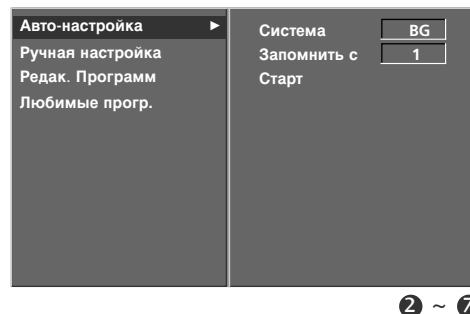 Авто-настройка ►
Ручная настройка
Редак. Программ
Любимые прогр.
Система BG
Запомнить с 1
Старт
❷ ~ ❼